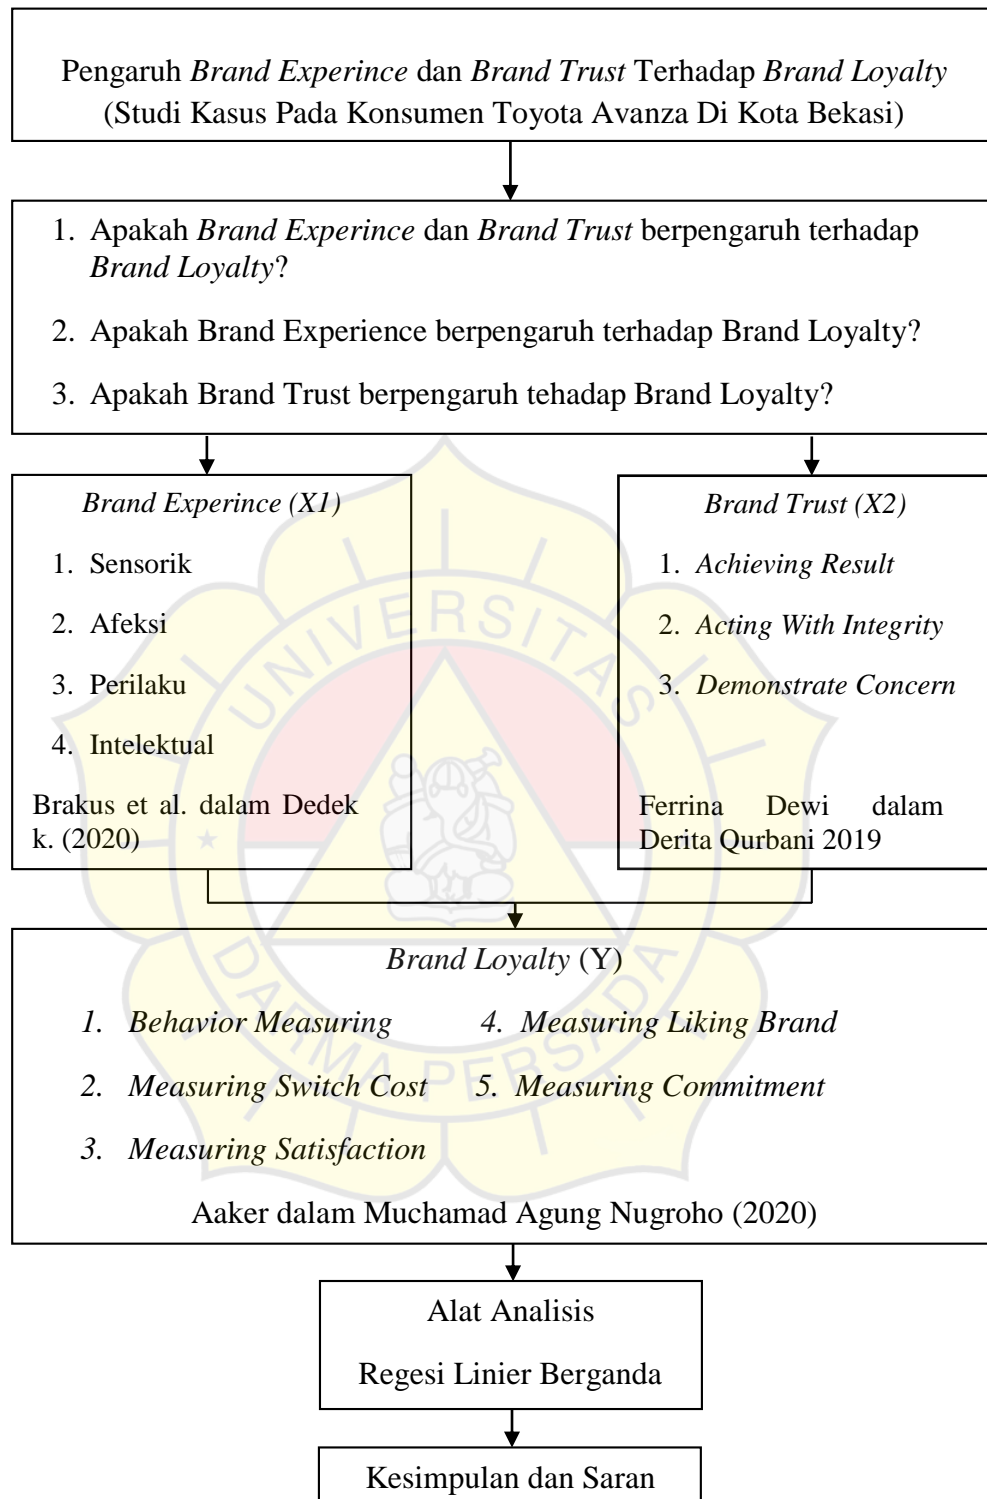 Pengaruh Brand Experince dan Brand Trust Terhadap Brand Loyalty
(Studi Kasus Pada Konsumen Toyota Avanza Di Kota Bekasi)
1. Apakah Brand Experince dan Brand Trust berpengaruh terhadap
Brand Loyalty?
2. Apakah Brand Experience berpengaruh terhadap Brand Loyalty?
3. Apakah Brand Trust berpengaruh tehadap Brand Loyalty?
Brand Experince (X1)
1. Sensorik
2. Afeksi
3. Perilaku
4. Intelektual
Brakus et al. dalam Dedek
k. (2020)
Brand Trust (X2)
1. Achieving Result
2. Acting With Integrity
3. Demonstrate Concern
Ferrina Dewi dalam
Derita Qurbani 2019
UNIVERSITAS
DARMA PERSADA
Brand Loyalty (Y)
1. Behavior Measuring 4. Measuring Liking Brand
2. Measuring Switch Cost 5. Measuring Commitment
3. Measuring Satisfaction
Aaker dalam Muchamad Agung Nugroho (2020)
Alat Analisis
Regesi Linier Berganda
Kesimpulan dan Saran